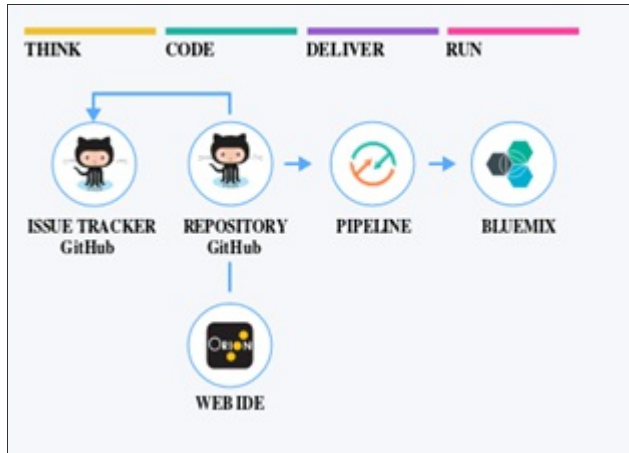 THINK
CODE
DELIVER
RUN
ISSUE TRACKER
GitHub
REPOSITORY
GitHub
PIPELINE
BLUEMIX
ORION
WEB IDE